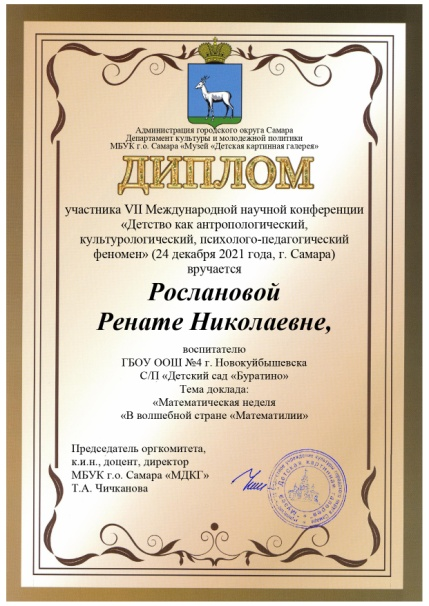 Администрация городского округа Самара
Департамент культуры и молодежной политики
МБУК г.о. Самара «Музей «Детская картинная галерея»
ДИПЛОМ
участника VII Международной научной конференции
«Детство как антропологический,
культурологический, психолого-педагогический
феномен» (24 декабря 2021 года, г. Самара)
вручается
Рослановой
Ренате Николаевне,
воспитателю
ГБОУ ООШ №4 г. Новокуйбышевска
С/П «Детский сад «Буратино»
Тема доклада:
«Математическая неделя
«В волшебной стране «Математилии»
Председатель оргкомитета,
к.и.н., доцент, директор
МБУК г.о. Самара «МДКГ»
Т.А. Чичканова